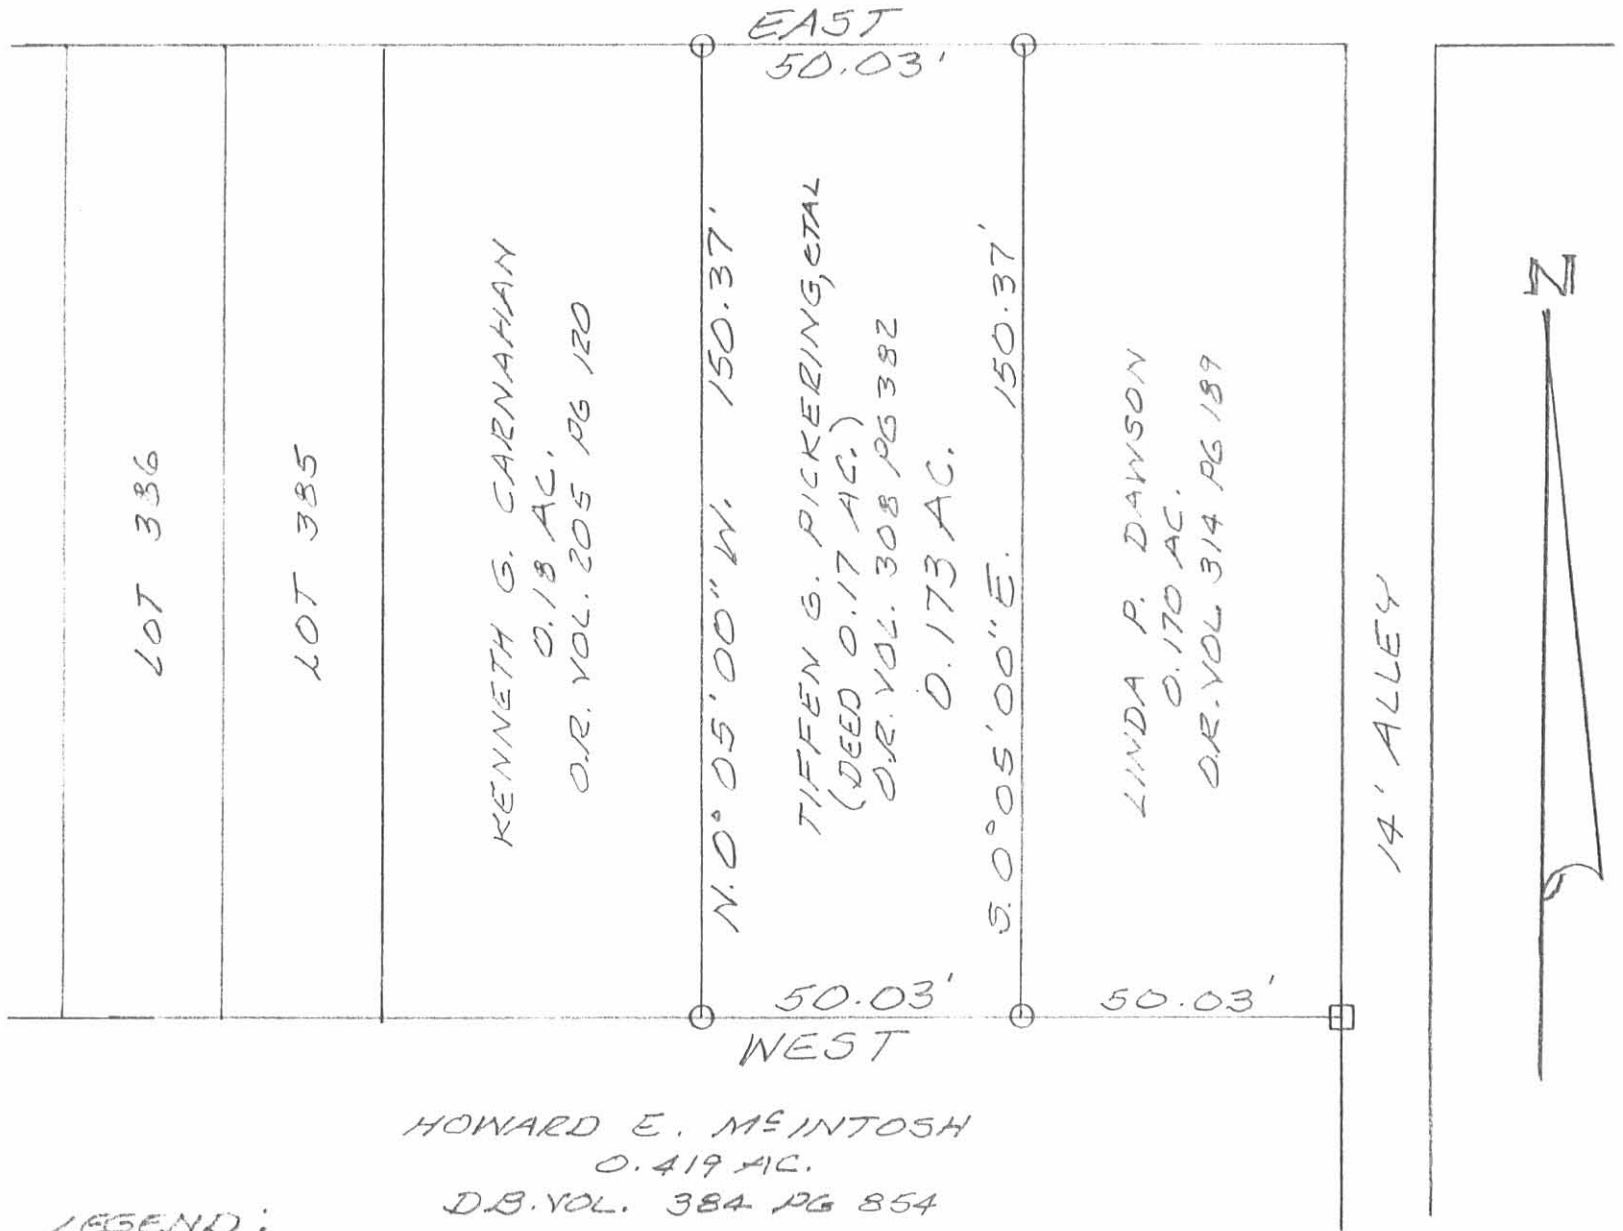 EAST
50.03'
LOT 386
LOT 385
KENNETH G. CARNAHAN
0.18 AC.
O.R. VOL. 205 PG 120
N. 0° 05' 00" W. 150.37'
TIFFEN G. PICKERING, ETAL
(DEED 0.17 AC.)
O.R. VOL. 308 PG 382
0.173 AC.
S. 0° 05' 00" E. 150.37'
LINDA P. DAWSON
0.170 AC.
O.R. VOL 314 PG 189
14' ALLEY
N
50.03'
50.03'
WEST
HOWARD E. McINTOSH
0.419 AC.
D.B. VOL. 384 PG 854
LEGEND: